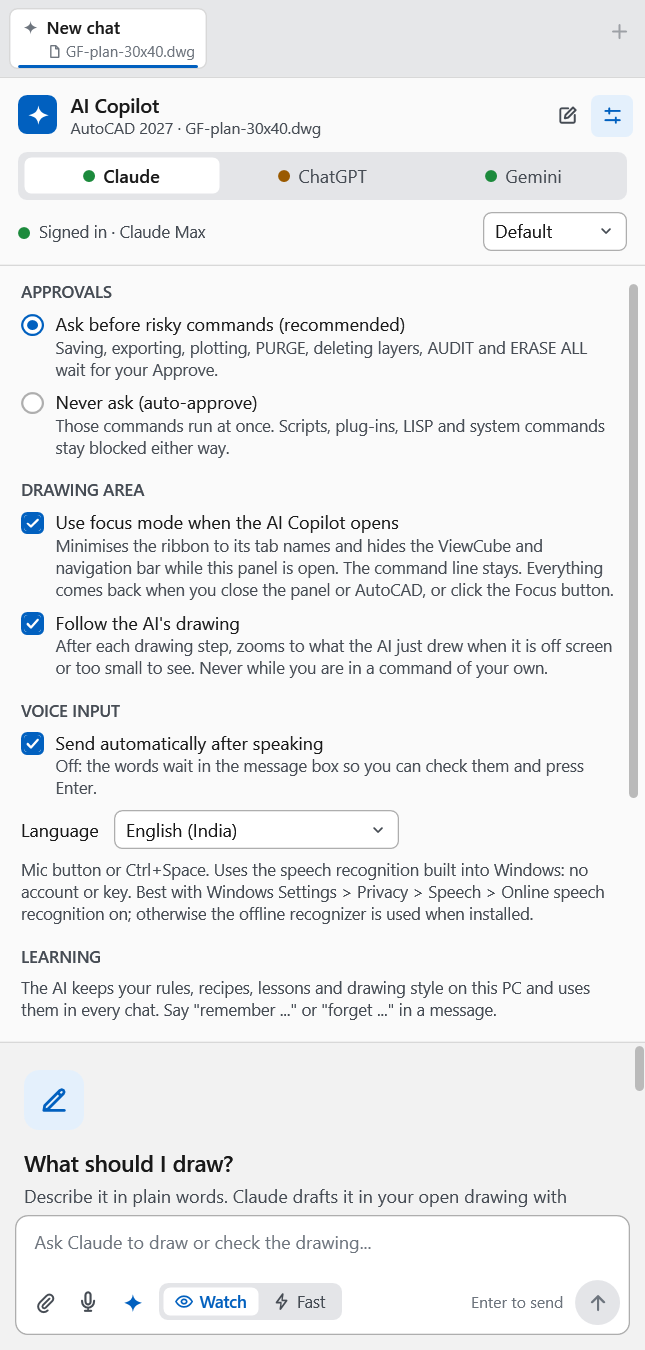 New chat
GF-plan-30x40.dwg
AI Copilot
AutoCAD 2027 · GF-plan-30x40.dwg
Claude
ChatGPT
Gemini
Signed in · Claude Max
Default
APPROVALS
Ask before risky commands (recommended)
Saving, exporting, plotting, PURGE, deleting layers, AUDIT and ERASE ALL
wait for your Approve.
Never ask (auto-approve)
Those commands run at once. Scripts, plug-ins, LISP and system commands
stay blocked either way.
DRAWING AREA
Use focus mode when the AI Copilot opens
Minimises the ribbon to its tab names and hides the ViewCube and
navigation bar while this panel is open. The command line stays. Everything
comes back when you close the panel or AutoCAD, or click the Focus button.
Follow the AI's drawing
After each drawing step, zooms to what the AI just drew when it is off screen
or too small to see. Never while you are in a command of your own.
VOICE INPUT
Send automatically after speaking
Off: the words wait in the message box so you can check them and press
Enter.
Language
English (India)
Mic button or Ctrl+Space. Uses the speech recognition built into Windows: no
account or key. Best with Windows Settings > Privacy > Speech > Online speech
recognition on; otherwise the offline recognizer is used when installed.
LEARNING
The AI keeps your rules, recipes, lessons and drawing style on this PC and uses
them in every chat. Say "remember ..." or "forget ..." in a message.
What should I draw?
Describe it in plain words. Claude drafts it in your open drawing with
Ask Claude to draw or check the drawing...
Watch
Fast
Enter to send